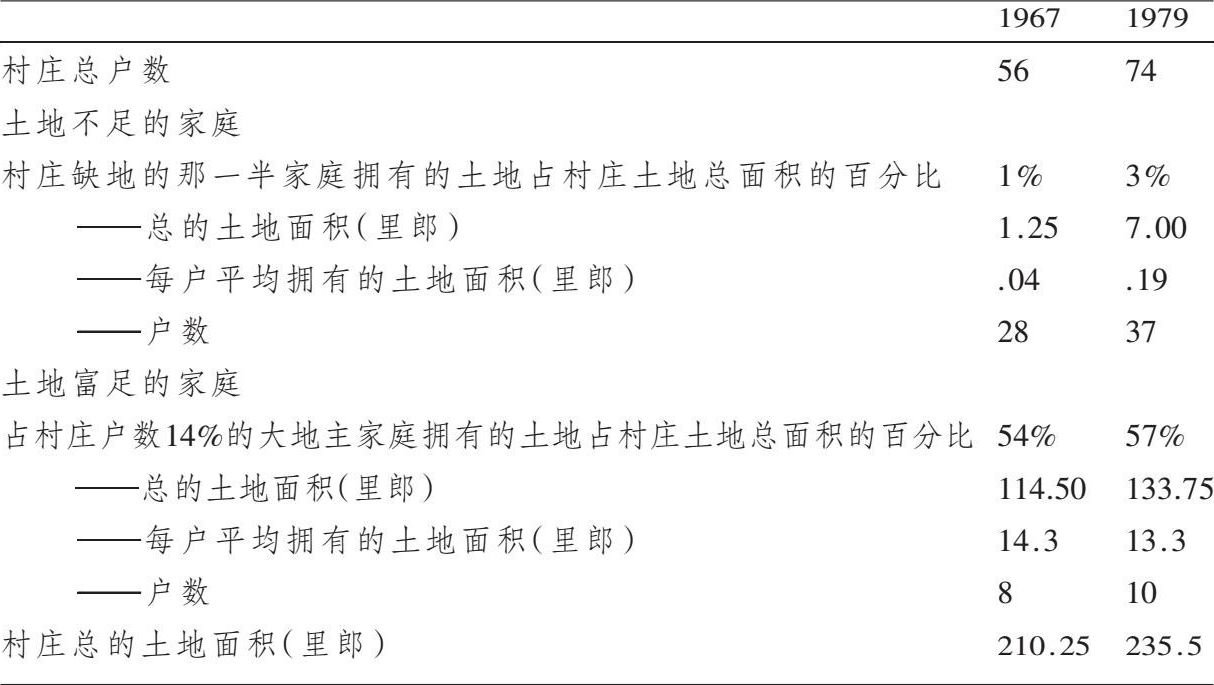 1967 1979
村庄总户数 56 74
土地不足的家庭
村庄缺地的那一半家庭拥有的土地占村庄土地总面积的百分比 1% 3%
——总的土地面积(里郎) 1.25 7.00
——每户平均拥有的土地面积(里郎) .04 .19
——户数 28 37
土地富足的家庭
占村庄户数14%的大地主家庭拥有的土地占村庄土地总面积的百分比 54% 57%
——总的土地面积(里郎) 114.50 133.75
——每户平均拥有的土地面积(里郎) 14.3 13.3
——户数 8 10
村庄总的土地面积(里郎) 210.25 235.5